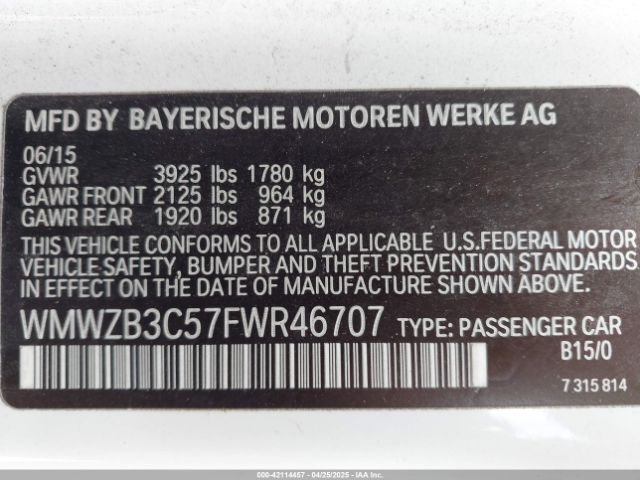 MFD BY BAYERISCHE MOTOREN WERKE AG
06/15
GVWR 3925 lbs 1780 kg
GAWR FRONT 2125 lbs 964 kg
GAWR REAR 1920 lbs 871 kg
THIS VEHICLE CONFORMS TO ALL APPLICABLE U.S.FEDERAL MOTOR
VEHICLE SAFETY, BUMPER AND THEFT PREVENTION STANDARDS
IN EFFECT ON THE DATE OF MANUFACTURE SHOWN ABOVE.
WMWZB3C57FWR46707 TYPE: PASSENGER CAR
B15/0
7 315 814
000-42114457 - 04/25/2025 - IAAI.COM